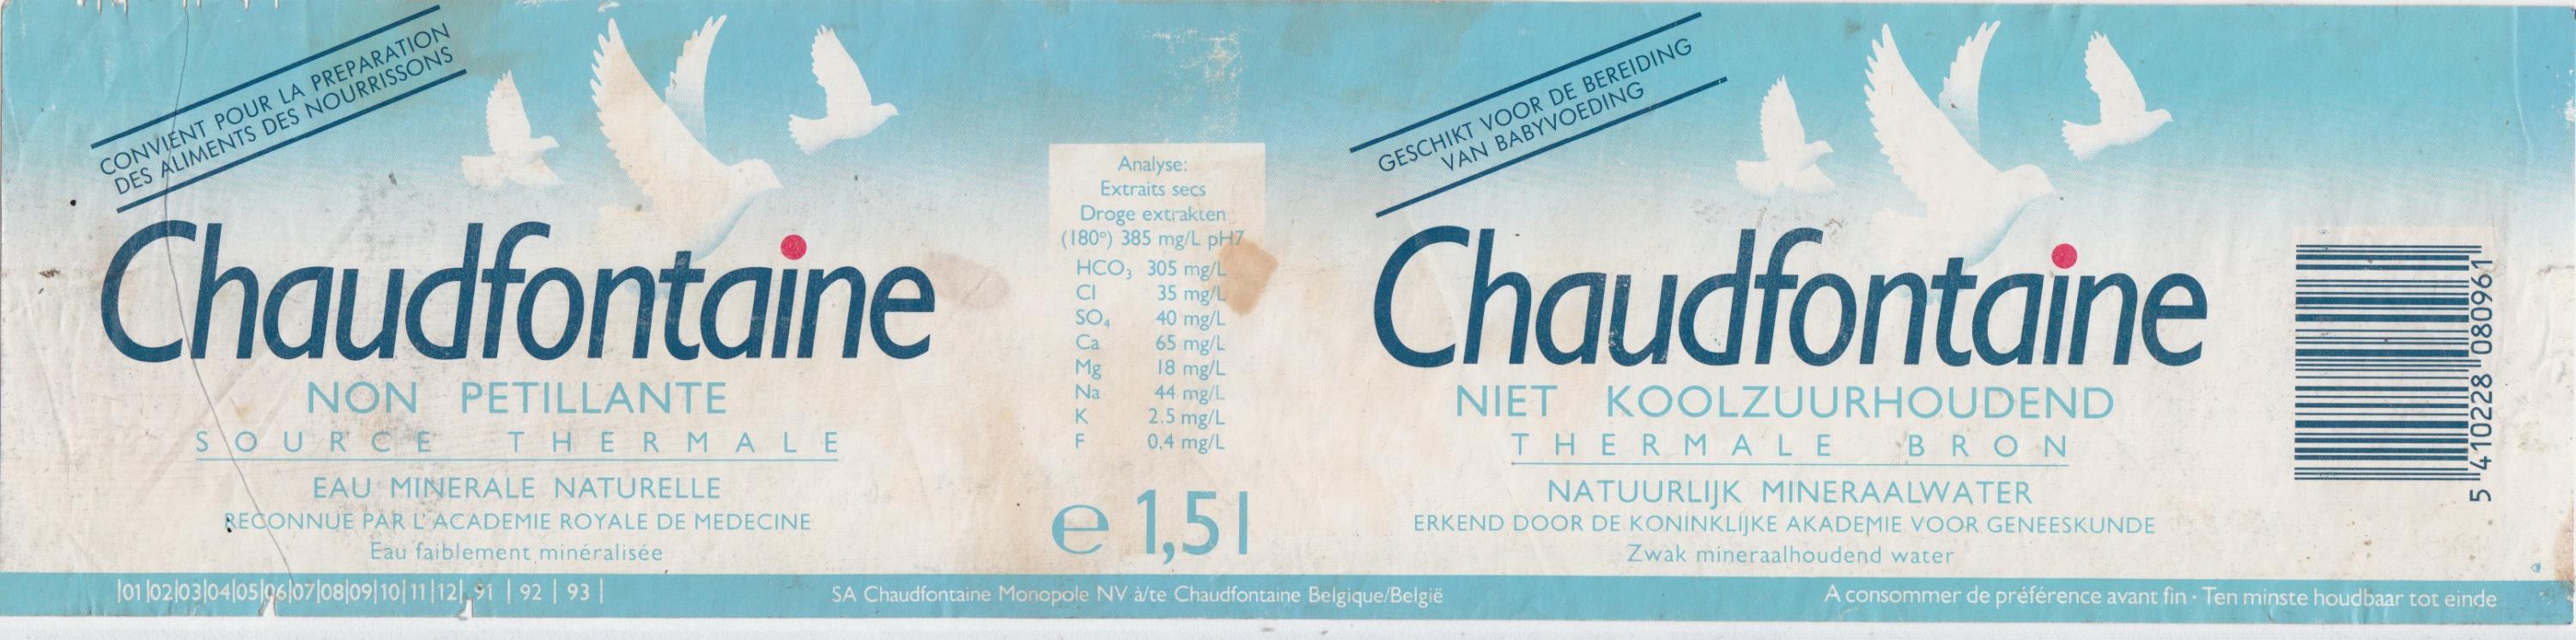 CONVIENT POUR LA PREPARATION
DES ALIMENTS DES NOURRISSONS
Chaudfontaine
NON PETILLANTE
SOURCE THERMALE
EAU MINERALE NATURELLE
RECONNUE PAR L'ACADEMIE ROYALE DE MEDECINE
Eau faiblement minéralisée
|01|02|03|04|05|06|07|08|09|10|11|12| 91 | 92 | 93 |
Analyse:
Extraits secs
Droge extrakten
(180°) 385 mg/L pH7
HCO₃ 305 mg/L
Cl 35 mg/L
SO₄ 40 mg/L
Ca 65 mg/L
Mg 18 mg/L
Na 44 mg/L
K 2.5 mg/L
F 0,4 mg/L
e 1,5 l
SA Chaudfontaine Monopole NV à/te Chaudfontaine Belgique/België
GESCHIKT VOOR DE BEREIDING
VAN BABYVOEDING
Chaudfontaine
NIET KOOLZUURHOUDEND
THERMALE BRON
NATUURLIJK MINERAALWATER
ERKEND DOOR DE KONINKLIJKE AKADEMIE VOOR GENEESKUNDE
Zwak mineraalhoudend water
A consommer de préférence avant fin · Ten minste houdbaar tot einde
5 410228 080961